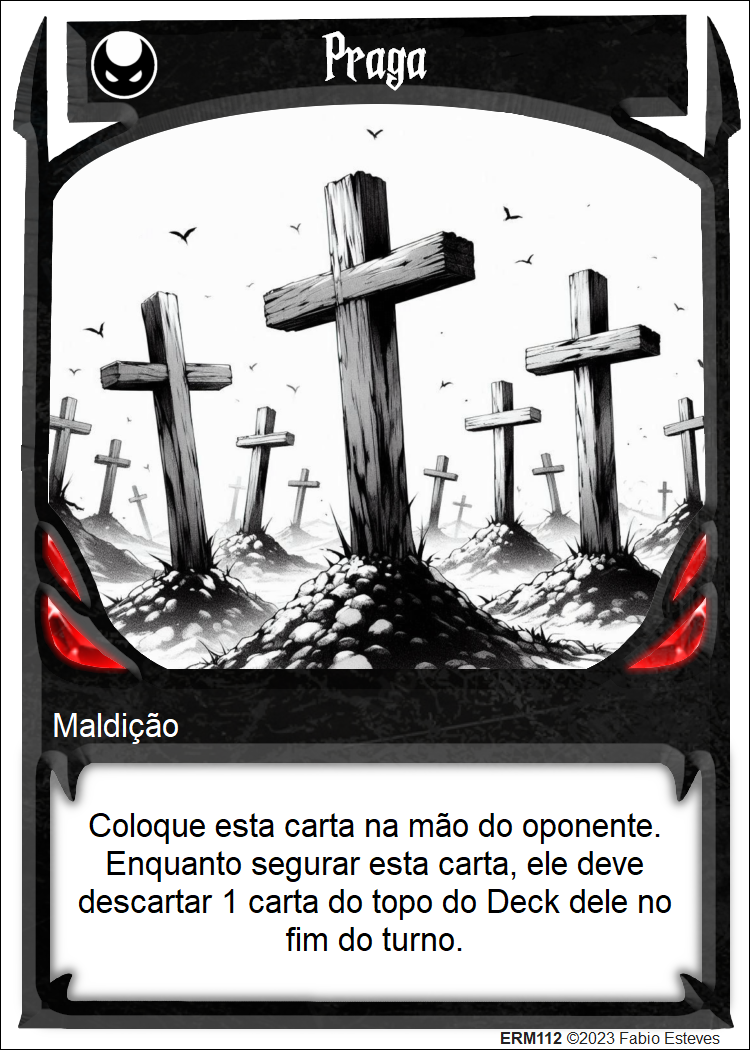 Praga
Maldição
Coloque esta carta na mão do oponente.
Enquanto segurar esta carta, ele deve
descartar 1 carta do topo do Deck dele no
fim do turno.
ERM112 ©2023 Fabio Esteves